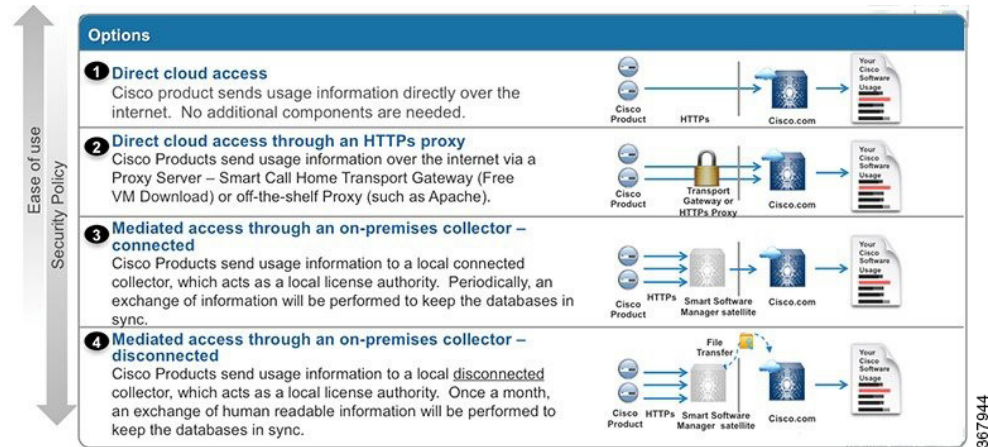 Options
Ease of use
Security Policy
1 Direct cloud access
Cisco product sends usage information directly over the
internet. No additional components are needed.
Cisco
Product
HTTPs
Cisco.com
Your
Cisco
Software
Usage
2 Direct cloud access through an HTTPs proxy
Cisco Products send usage information over the internet via a
Proxy Server – Smart Call Home Transport Gateway (Free
VM Download) or off-the-shelf Proxy (such as Apache).
Cisco
Product
Transport
Gateway or
HTTPs Proxy
Cisco.com
Your
Cisco
Software
Usage
3 Mediated access through an on-premises collector –
connected
Cisco Products send usage information to a local connected
collector, which acts as a local license authority. Periodically, an
exchange of information will be performed to keep the databases in
sync.
Cisco
Product
HTTPs
Smart Software
Manager satellite
Cisco.com
Your
Cisco
Software
Usage
4 Mediated access through an on-premises collector –
disconnected
Cisco Products send usage information to a local disconnected
collector, which acts as a local license authority. Once a month,
an exchange of human readable information will be performed to
keep the databases in sync.
File
Transfer
Cisco
Product
HTTPs
Smart Software
Manager satellite
Cisco.com
Your
Cisco
Software
Usage
367944